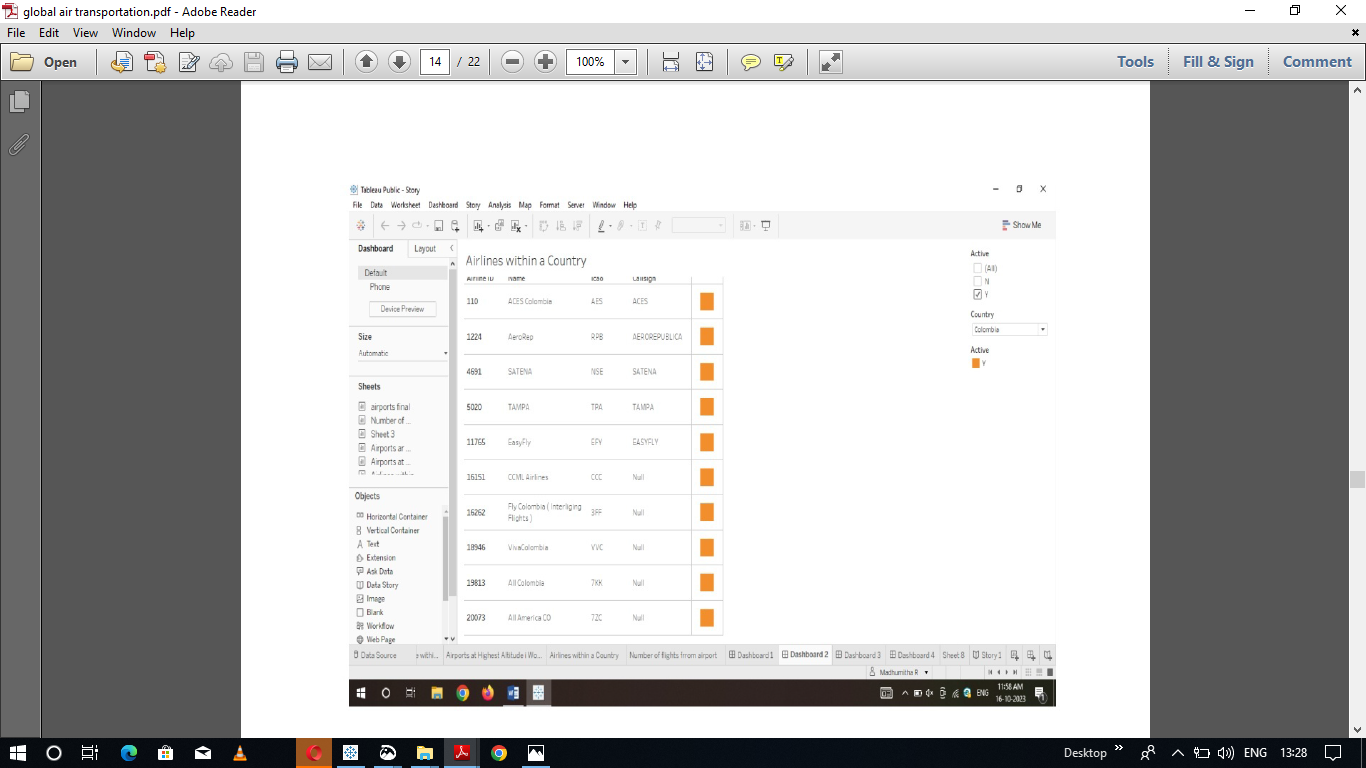 global air transportation.pdf - Adobe Reader
File Edit View Window Help
Open 14 / 22 100% Tools Fill & Sign Comment
Tableau Public - Story
File Data Worksheet Dashboard Story Analysis Map Format Server Window Help
Show Me
Dashboard Layout
Default
Phone
Device Preview
Size
Automatic
Sheets
airports final
Number of ...
Sheet 3
Airports ar ...
Airports at ...
Objects
Horizontal Container
Vertical Container
Text
Extension
Ask Data
Data Story
Image
Blank
Workflow
Web Page
Airlines within a Country
Airline ID Name Icao Callsign
110 ACES Colombia AES ACES
1224 AeroRep RPB AEROREPUBLICA
4691 SATENA NSE SATENA
5020 TAMPA TPA TAMPA
11765 EasyFly EFY EASYFLY
16151 CCML Airlines CCC Null
16262 Fly Colombia ( Interliging Flights ) 3FF Null
18946 VivaColombia VVC Null
19813 All Colombia 7KK Null
20073 All America CO 7ZC Null
Active
(All)
N
Y
Country
Colombia
Active
Y
Data Source e withi... Airports at Highest Altitude i Wo... Airlines within a Country Number of flights from airport Dashboard 1 Dashboard 2 Dashboard 3 Dashboard 4 Sheet 8 Story 1
Madhumitha R
ENG 11:58 AM
16-10-2023
Desktop ENG 13:28